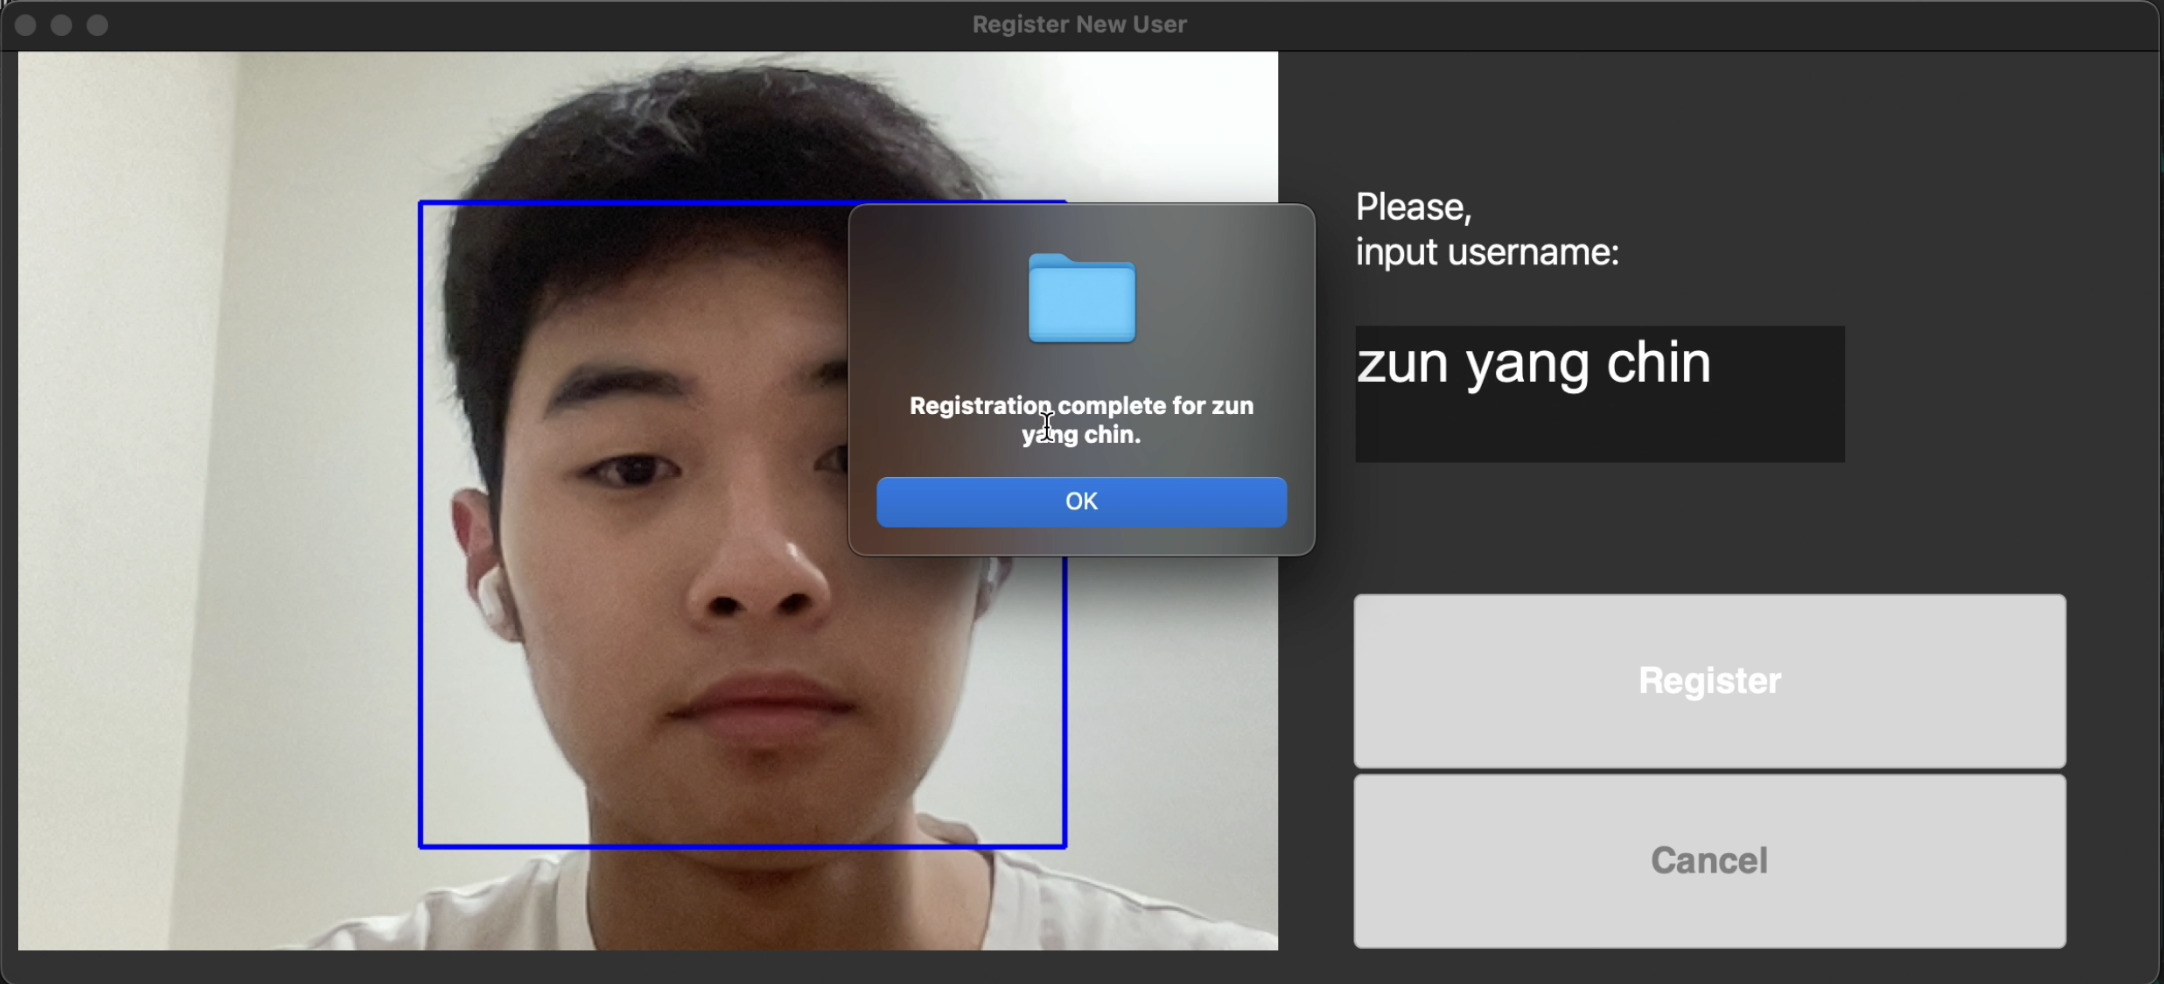 Register New User
Please,
input username:
zun yang chin
Registration complete for zun
yang chin.
OK
Register
Cancel